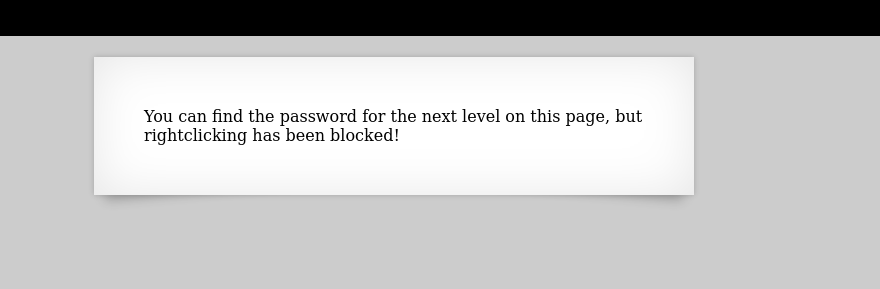 You can find the password for the next level on this page, but
rightclicking has been blocked!